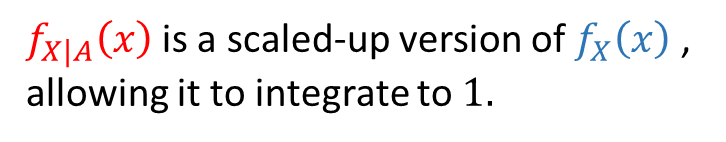 f_{X|A}(x) is a scaled-up version of f_X(x) ,
allowing it to integrate to 1.